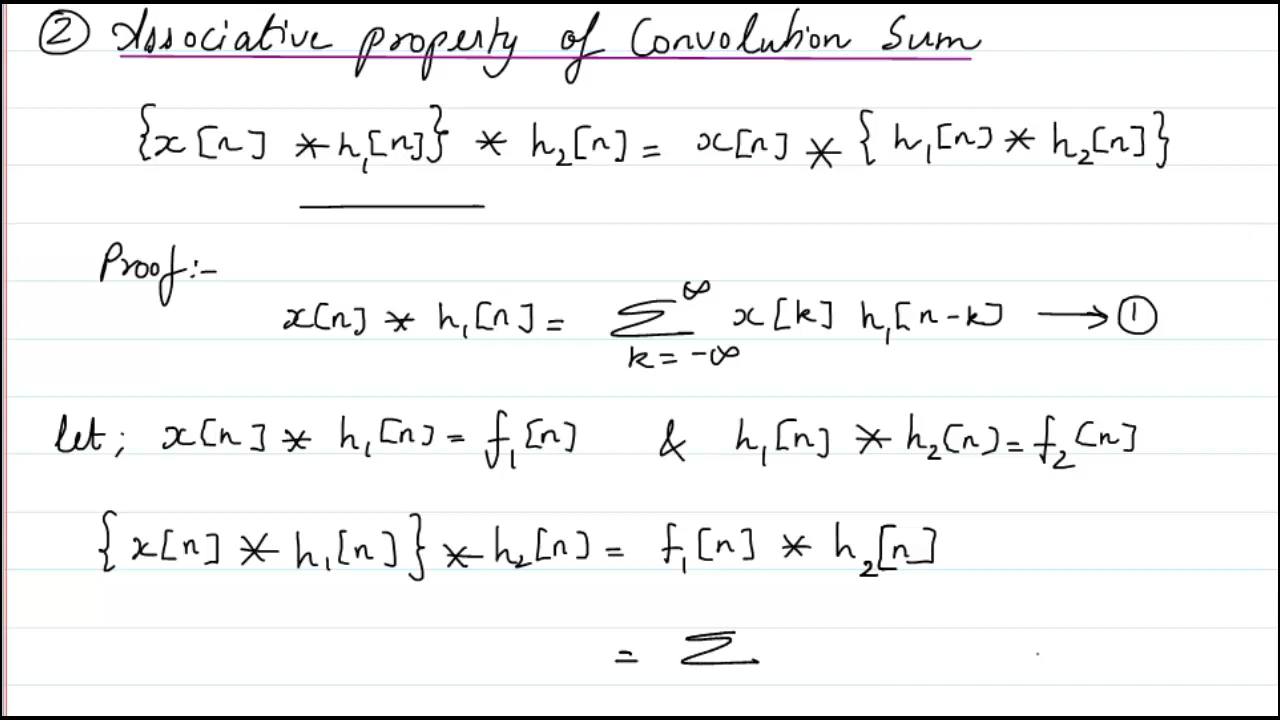 ② Associative property of Convolution Sum
{x[n] * h₁[n]} * h₂[n] = x[n] * {h₁[n] * h₂[n]}
Proof:-
x[n] * h₁[n] = ∑ₖ₌₋∞^∞ x[k] h₁[n-k] → ①
let; x[n] * h₁[n] = f₁[n] & h₁[n] * h₂[n] = f₂[n]
{x[n] * h₁[n]} * h₂[n] = f₁[n] * h₂[n]
= ∑